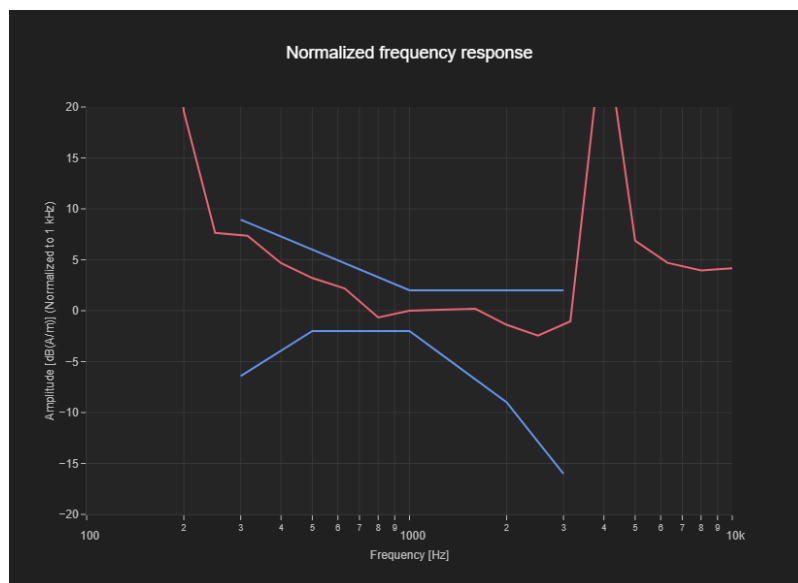 Normalized frequency response
Amplitude [dB(A/m)] (Normalized to 1 kHz)
20
15
10
5
0
−5
−10
−15
−20
100 2 3 4 5 6 7 8 9 1000 2 3 4 5 6 7 8 9 10k
Frequency [Hz]